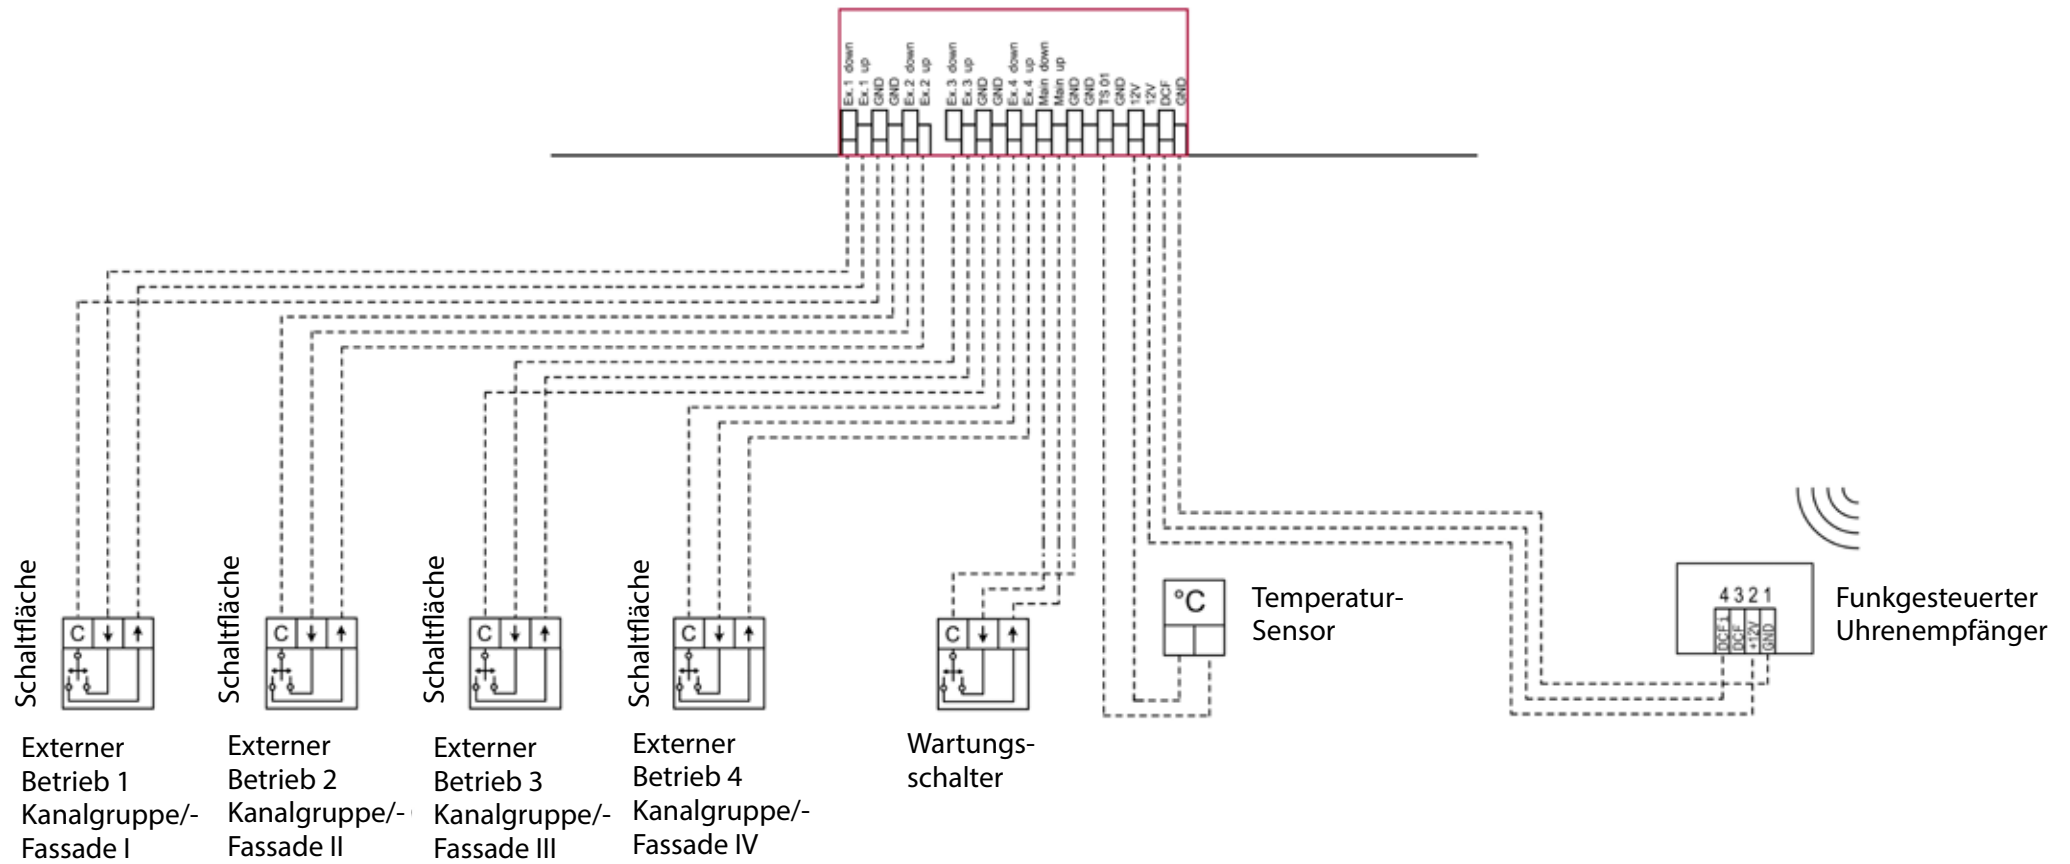 Ex.1 down
Ex.1 up
GND
GND
Ex.2 down
Ex.2 up
Ex.3 down
Ex.3 up
GND
GND
Ex.4 down
Ex.4 up
Main down
Main up
GND
GND
TS 01
GND
12V
12V
DCF
GND
Schaltfläche
C
Schaltfläche
C
Schaltfläche
C
Schaltfläche
C
C
°C
Temperatur-
Sensor
4 3 2 1
DCF i
DCF
+12V
GND
Funkgesteuerter
Uhrenempfänger
Externer
Betrieb 1
Kanalgruppe/-
Fassade I
Externer
Betrieb 2
Kanalgruppe/-
Fassade II
Externer
Betrieb 3
Kanalgruppe/-
Fassade III
Externer
Betrieb 4
Kanalgruppe/-
Fassade IV
Wartungs-
schalter